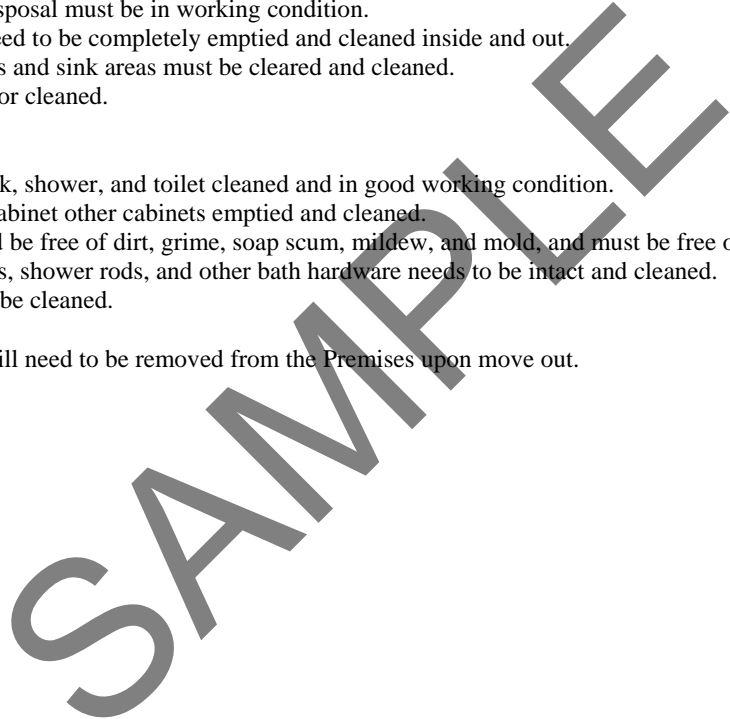 sposal must be in working condition.
eed to be completely emptied and cleaned inside and out.
s and sink areas must be cleared and cleaned.
or cleaned.
k, shower, and toilet cleaned and in good working condition.
abinet other cabinets emptied and cleaned.
d be free of dirt, grime, soap scum, mildew, and mold, and must be free o
s, shower rods, and other bath hardware needs to be intact and cleaned.
be cleaned.
ill need to be removed from the Premises upon move out.
SAMPLE